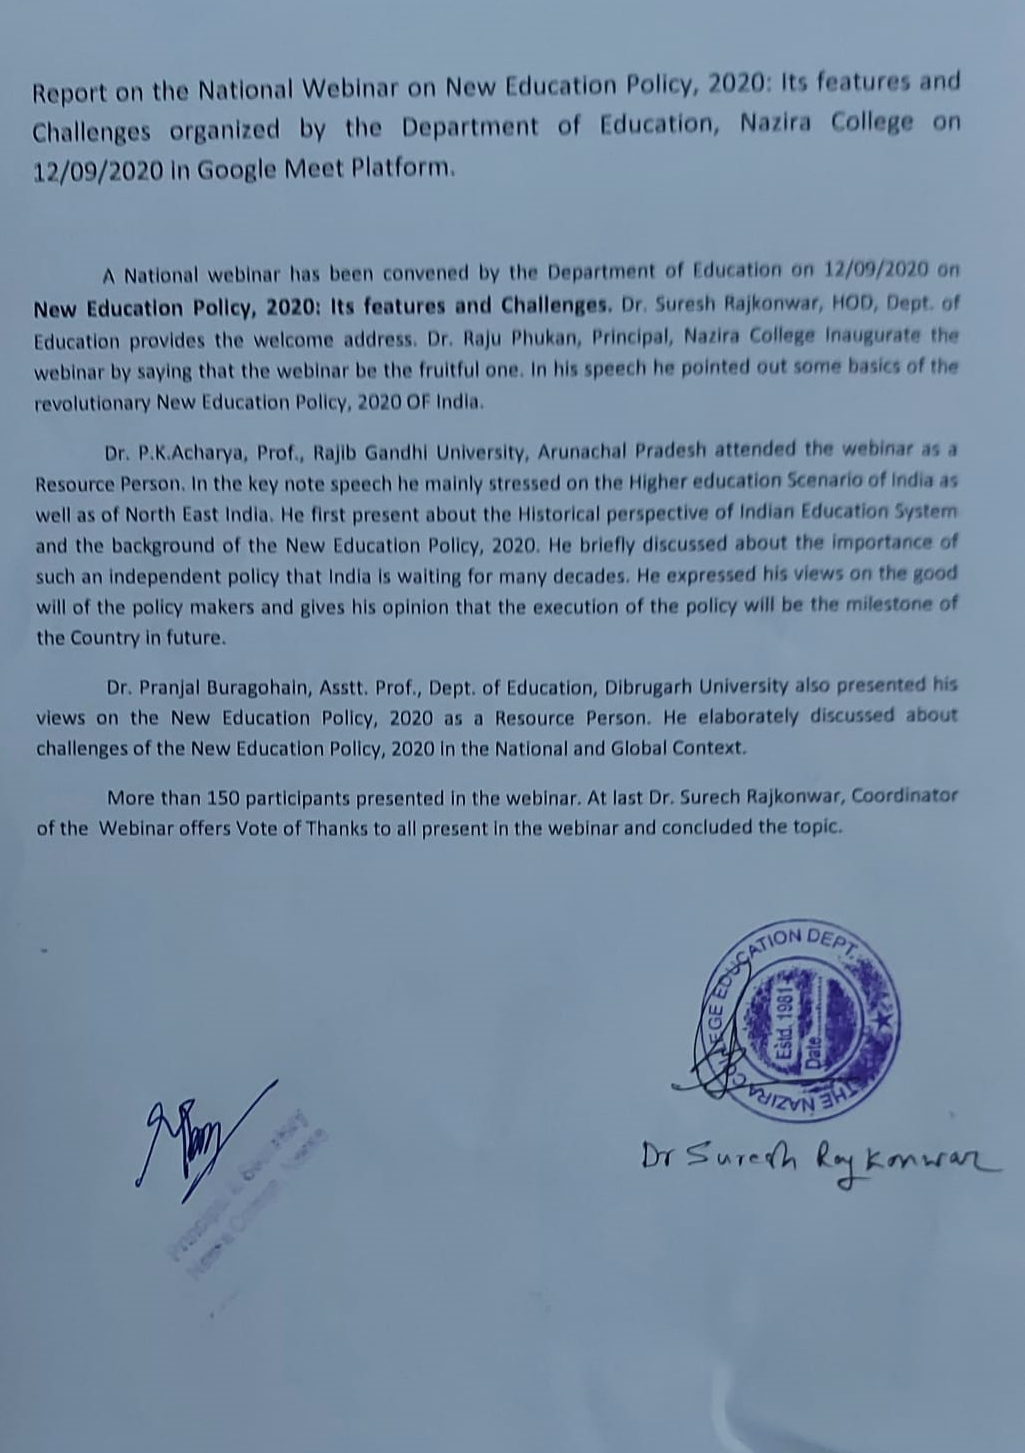 Report on the National Webinar on New Education Policy, 2020: Its features and
Challenges organized by the Department of Education, Nazira College on
12/09/2020 in Google Meet Platform.
A National webinar has been convened by the Department of Education on 12/09/2020 on
New Education Policy, 2020: Its features and Challenges. Dr. Suresh Rajkonwar, HOD, Dept. of
Education provides the welcome address. Dr. Raju Phukan, Principal, Nazira College Inaugurate the
webinar by saying that the webinar be the fruitful one. In his speech he pointed out some basics of the
revolutionary New Education Policy, 2020 OF India.
Dr. P.K.Acharya, Prof., Rajib Gandhi University, Arunachal Pradesh attended the webinar as a
Resource Person. In the key note speech he mainly stressed on the Higher education Scenario of India as
well as of North East India. He first present about the Historical perspective of Indian Education System
and the background of the New Education Policy, 2020. He briefly discussed about the importance of
such an independent policy that India is waiting for many decades. He expressed his views on the good
will of the policy makers and gives his opinion that the execution of the policy will be the milestone of
the Country in future.
Dr. Pranjal Buragohain, Asstt. Prof., Dept. of Education, Dibrugarh University also presented his
views on the New Education Policy, 2020 as a Resource Person. He elaborately discussed about
challenges of the New Education Policy, 2020 in the National and Global Context.
More than 150 participants presented in the webinar. At last Dr. Surech Rajkonwar, Coordinator
of the Webinar offers Vote of Thanks to all present in the webinar and concluded the topic.
THE NAZIRA COLLEGE EDUCATION DEPT.
Estd. 1981
Date............
Dr Suresh Rajkonwar